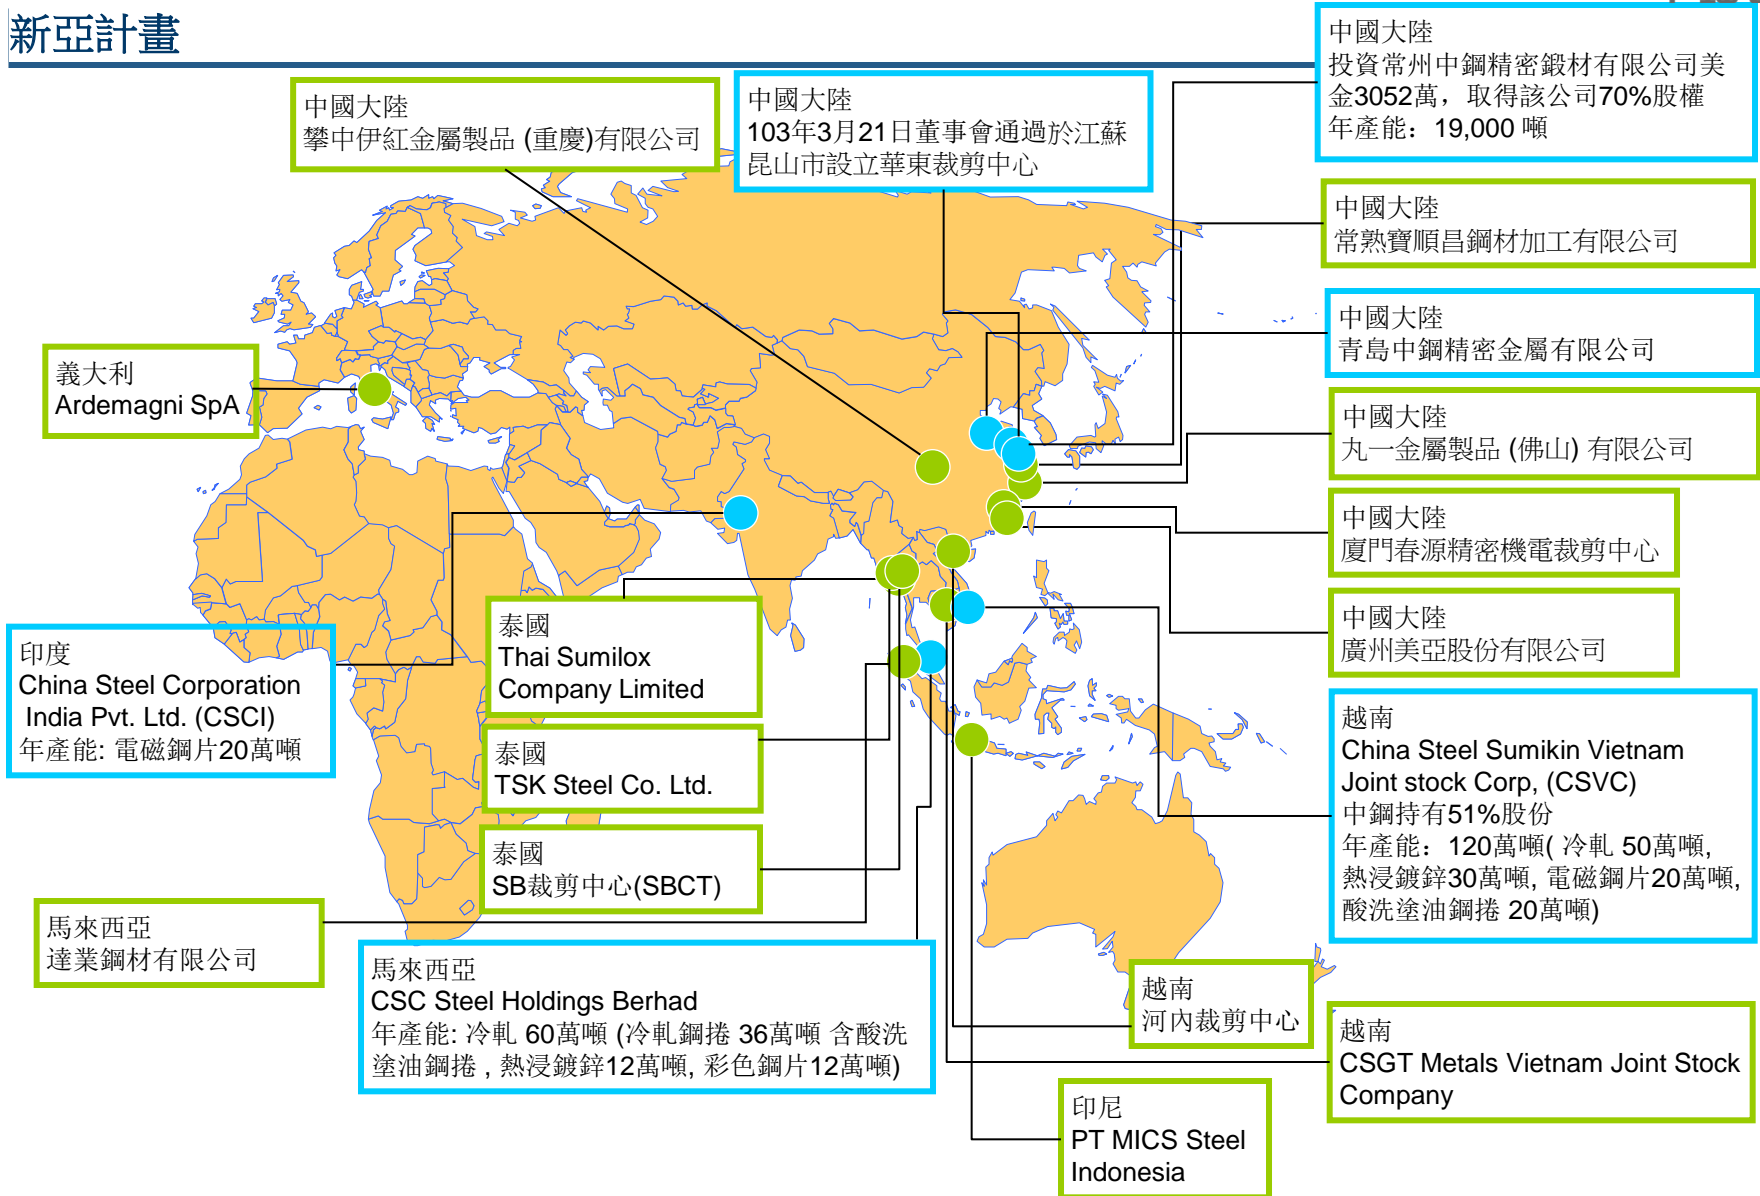 新亞計畫
中國大陸
攀中伊紅金屬製品 (重慶)有限公司
中國大陸
103年3月21日董事會通過於江蘇
昆山市設立華東裁剪中心
中國大陸
投資常州中鋼精密鍛材有限公司美
金3052萬，取得該公司70%股權
年產能：19,000 噸
中國大陸
常熟寶順昌鋼材加工有限公司
中國大陸
青島中鋼精密金屬有限公司
義大利
Ardemagni SpA
中國大陸
丸一金屬製品 (佛山) 有限公司
中國大陸
廈門春源精密機電裁剪中心
中國大陸
廣州美亞股份有限公司
印度
China Steel Corporation
India Pvt. Ltd. (CSCI)
年產能: 電磁鋼片20萬噸
泰國
Thai Sumilox
Company Limited
泰國
TSK Steel Co. Ltd.
泰國
SB裁剪中心(SBCT)
越南
China Steel Sumikin Vietnam
Joint stock Corp, (CSVC)
中鋼持有51%股份
年產能：120萬噸( 冷軋 50萬噸,
熱浸鍍鋅30萬噸, 電磁鋼片20萬噸,
酸洗塗油鋼捲 20萬噸)
馬來西亞
達業鋼材有限公司
馬來西亞
CSC Steel Holdings Berhad
年產能: 冷軋 60萬噸 (冷軋鋼捲 36萬噸 含酸洗
塗油鋼捲 , 熱浸鍍鋅12萬噸, 彩色鋼片12萬噸)
越南
河內裁剪中心
越南
CSGT Metals Vietnam Joint Stock
Company
印尼
PT MICS Steel
Indonesia